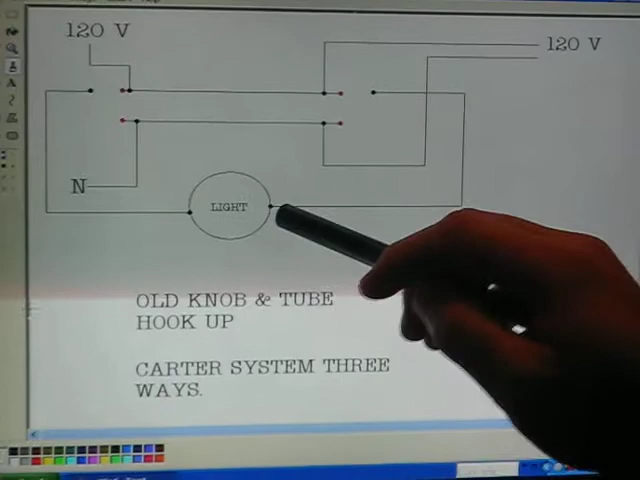 120 V
120 V
N
LIGHT
OLD KNOB & TUBE
HOOK UP
CARTER SYSTEM THREE
WAYS.